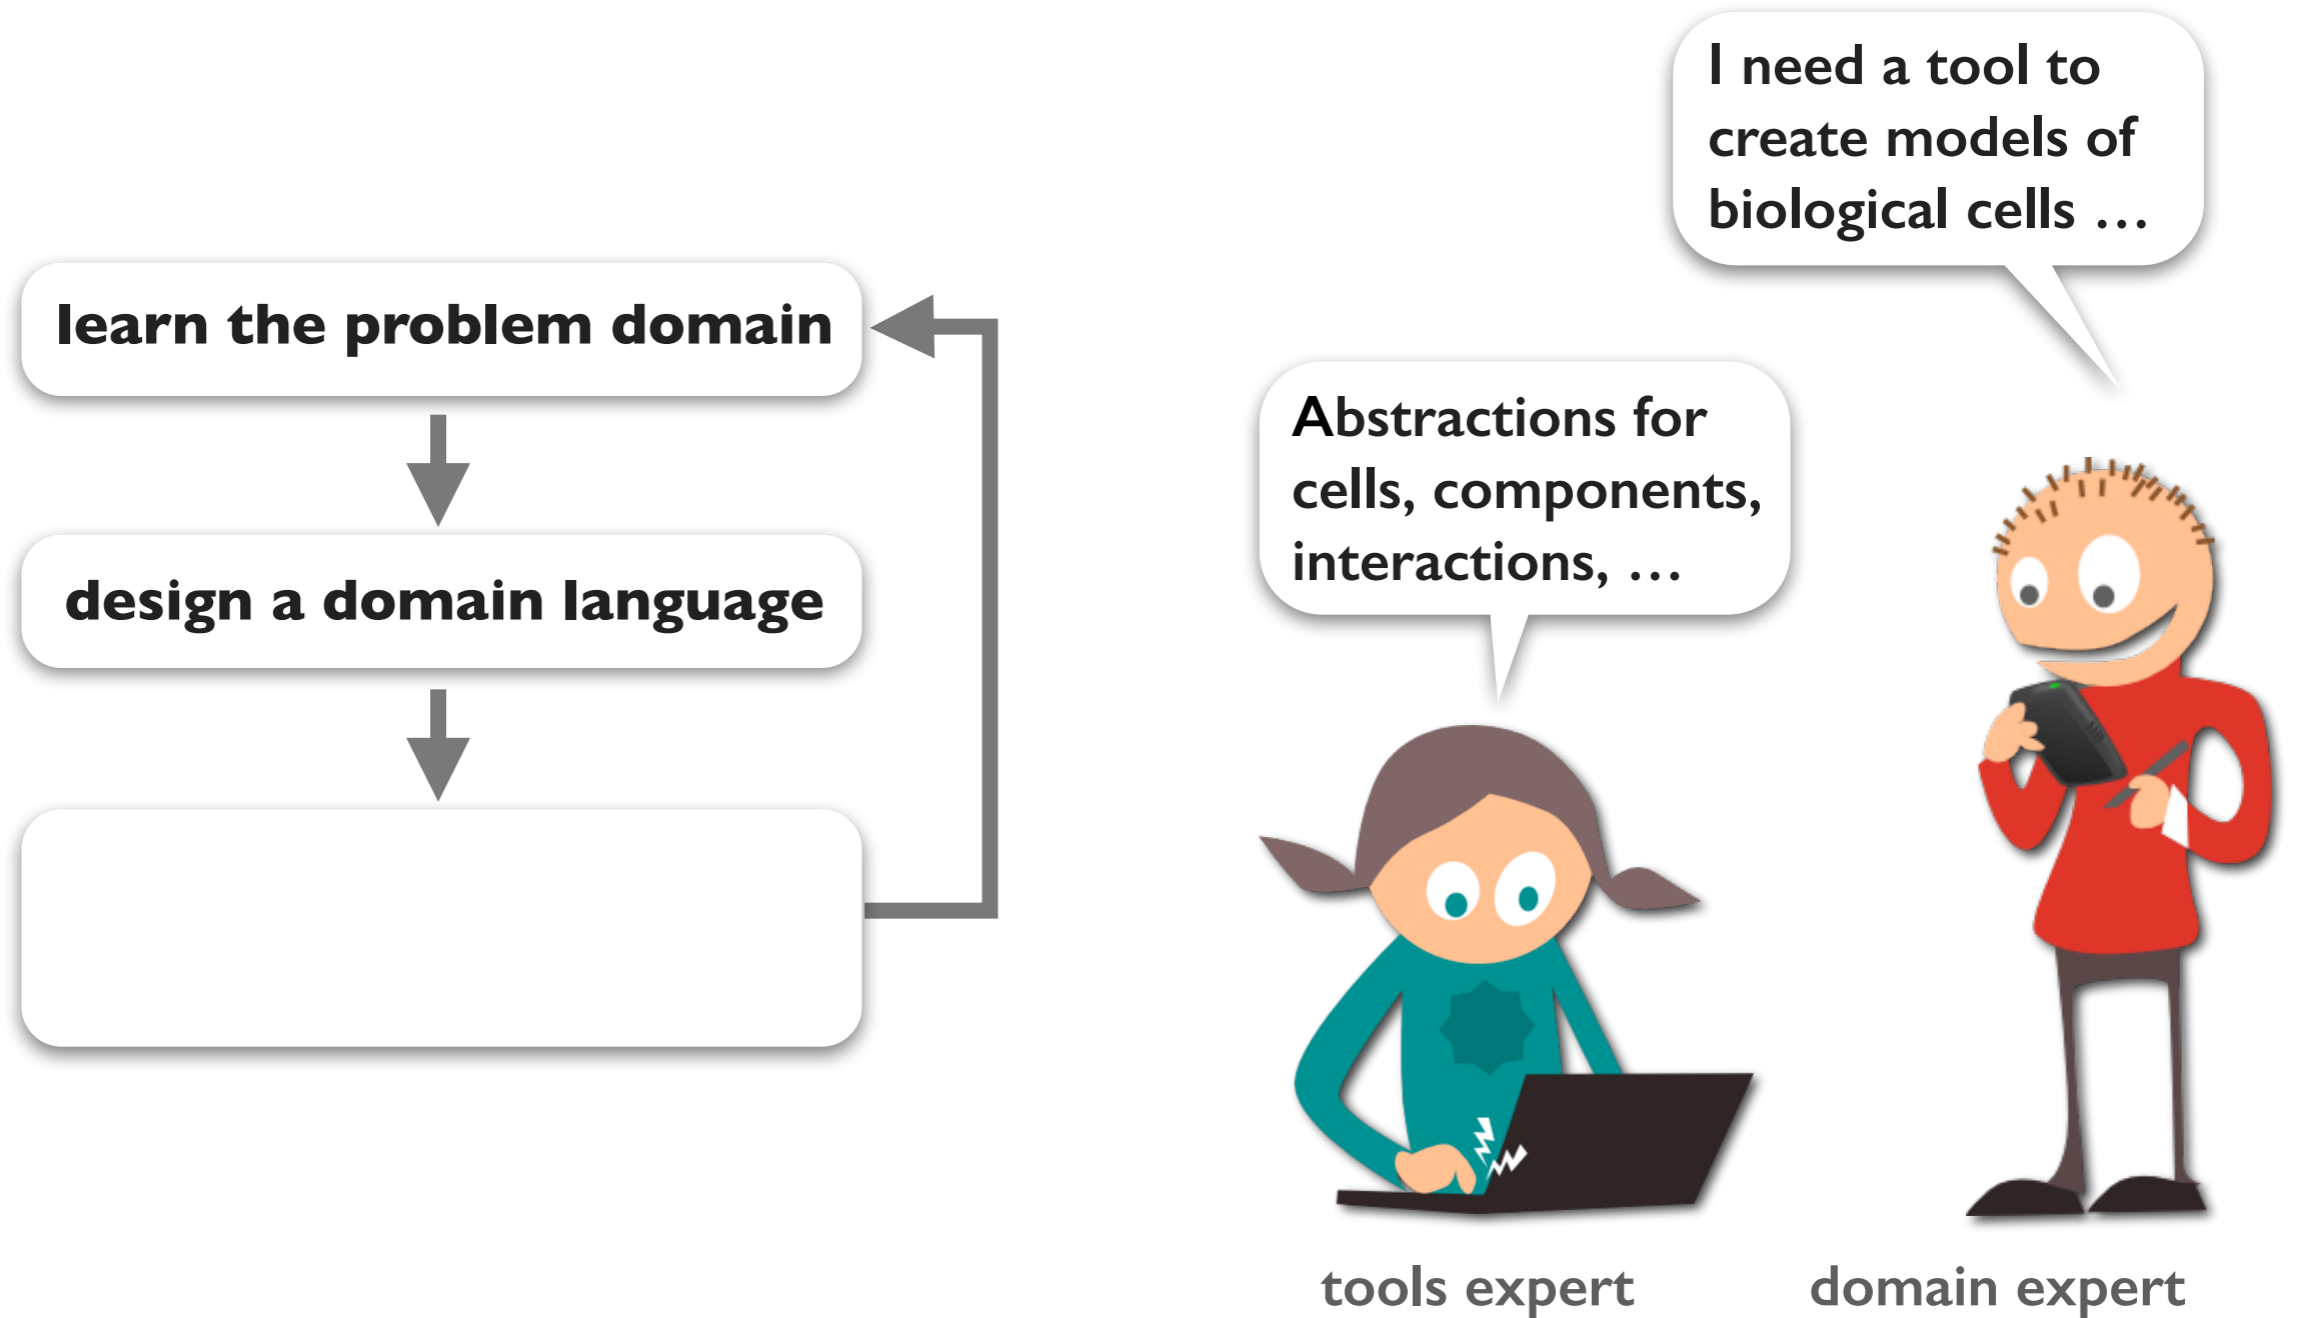 I need a tool to
create models of
biological cells …
learn the problem domain
Abstractions for
cells, components,
interactions, …
design a domain language
tools expert
domain expert